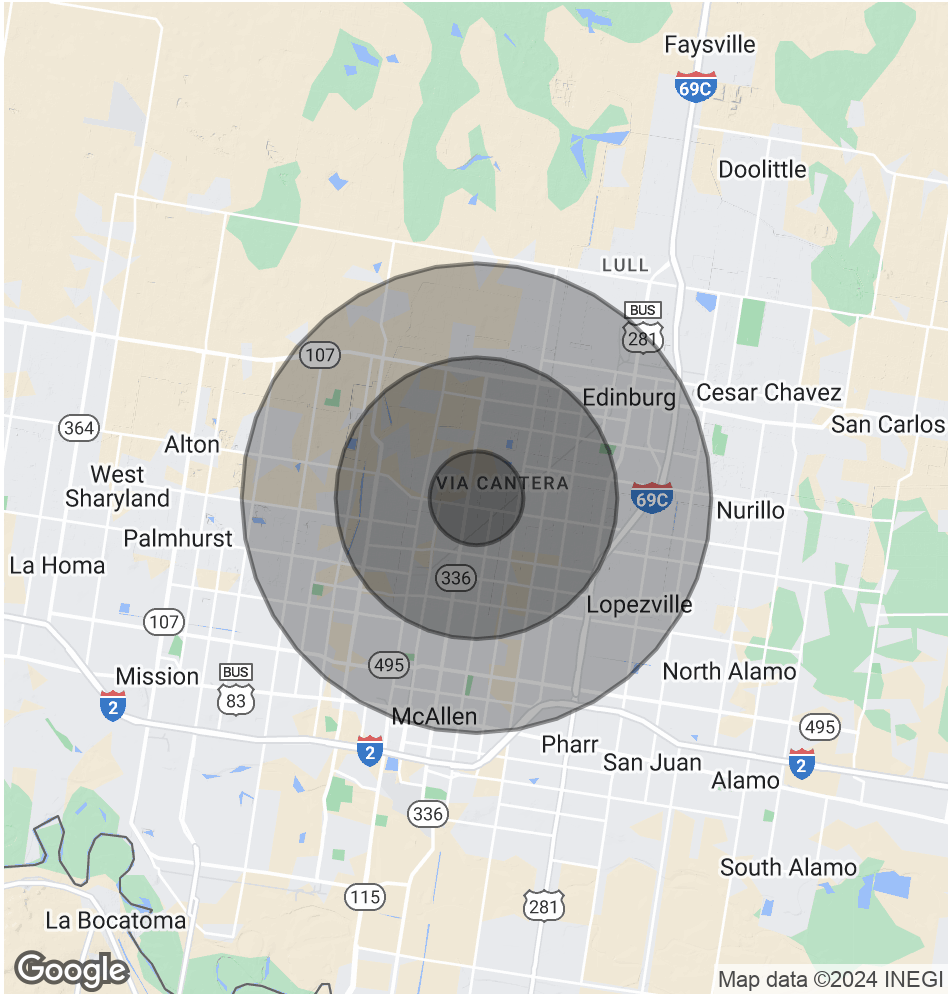 Faysville
69C
Doolittle
LULL
BUS
281
107
Edinburg
Cesar Chavez
364
San Carlos
Alton
West
Sharyland
VIA CANTERA
69C
Nurillo
Palmhurst
La Homa
336
Lopezville
107
495
North Alamo
Mission
BUS
83
2
McAllen
495
2
Pharr
San Juan
2
Alamo
336
South Alamo
115
281
La Bocatoma
Google
Map data ©2024 INEGI